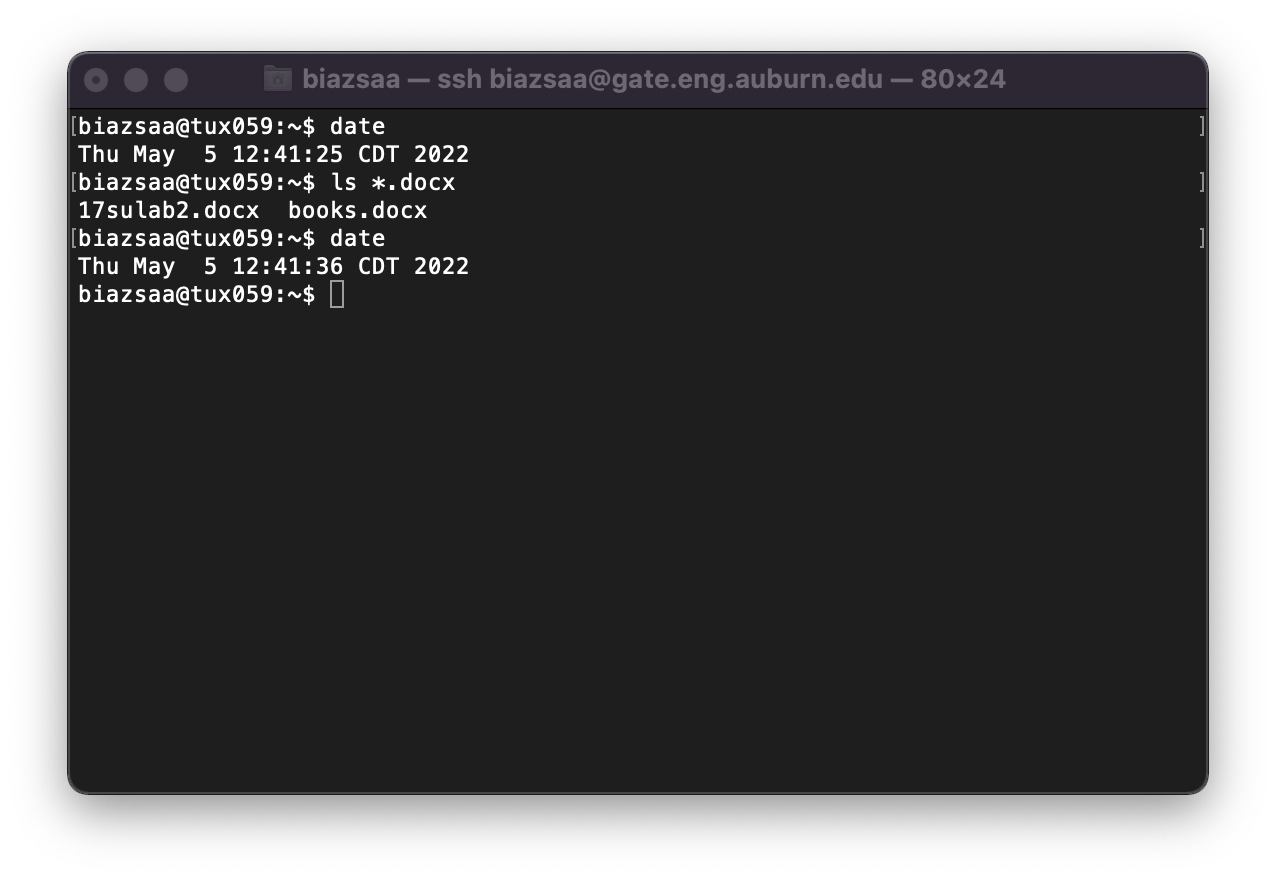 biazsaa — ssh biazsaa@gate.eng.auburn.edu — 80×24
[biazsaa@tux059:~$ date ]
Thu May  5 12:41:25 CDT 2022
[biazsaa@tux059:~$ ls *.docx ]
17sulab2.docx  books.docx
[biazsaa@tux059:~$ date ]
Thu May  5 12:41:36 CDT 2022
biazsaa@tux059:~$